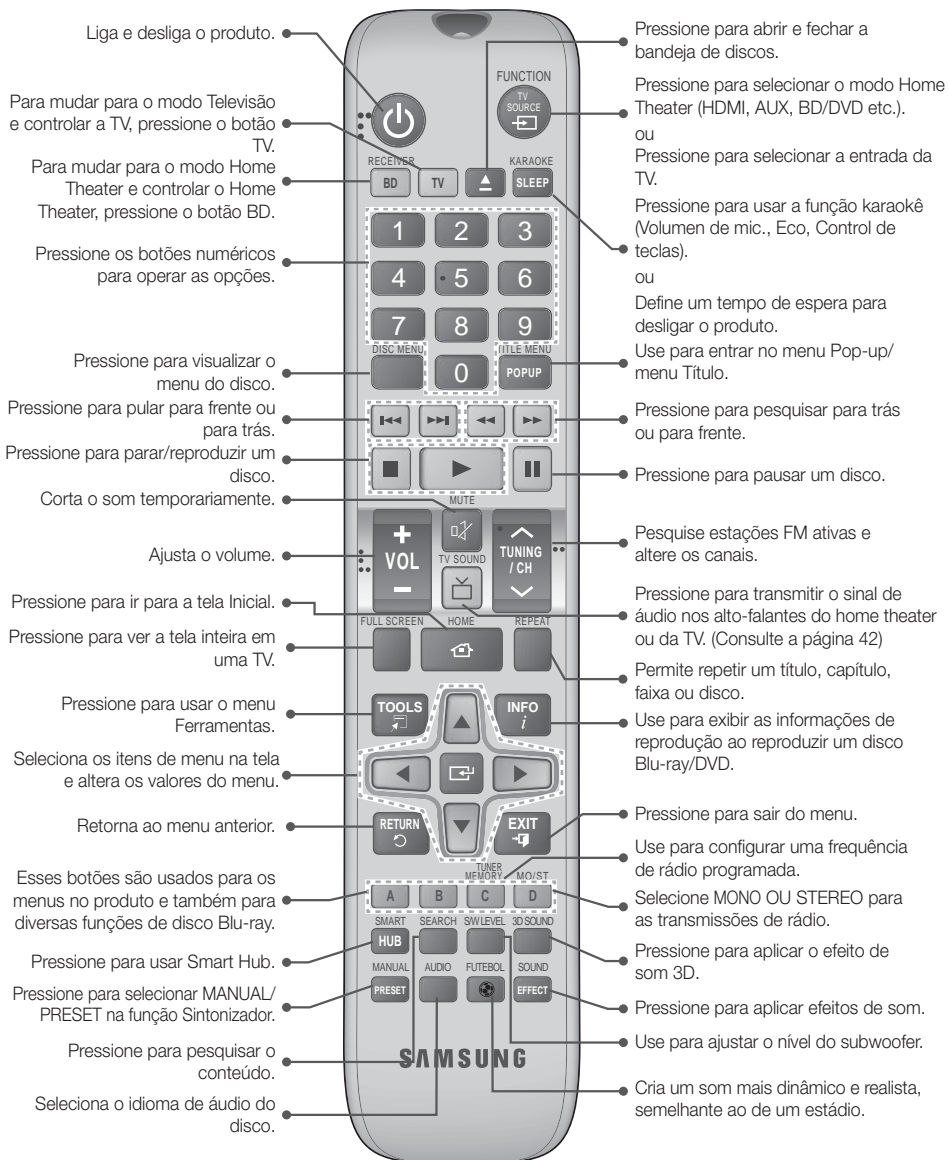 Liga e desliga o produto.
Para mudar para o modo Televisão
e controlar a TV, pressione o botão
TV.
Para mudar para o modo Home
Theater e controlar o Home
Theater, pressione o botão BD.
Pressione os botões numéricos
para operar as opções.
Pressione para visualizar o
menu do disco.
Pressione para pular para frente ou
para trás.
Pressione para parar/reproduzir um
disco.
Corta o som temporariamente.
Ajusta o volume.
Pressione para ir para a tela Inicial.
Pressione para ver a tela inteira em
uma TV.
Pressione para usar o menu
Ferramentas.
Seleciona os itens de menu na tela
e altera os valores do menu.
Retorna ao menu anterior.
Esses botões são usados para os
menus no produto e também para
diversas funções de disco Blu-ray.
Pressione para usar Smart Hub.
Pressione para selecionar MANUAL/
PRESET na função Sintonizador.
Pressione para pesquisar o
conteúdo.
Seleciona o idioma de áudio do
disco.
FUNCTION
TV
SOURCE
RECEIVER
KARAOKE
BD
TV
SLEEP
1
2
3
4
5
6
7
8
9
DISC MENU
TITLE MENU
0
POPUP
MUTE
VOL
TV SOUND
TUNING
/ CH
FULL SCREEN
HOME
REPEAT
TOOLS
INFO
i
RETURN
EXIT
TUNER
MEMORY
MO/ST
A
B
C
D
SMART
SEARCH
S/W LEVEL
3D SOUND
HUB
MANUAL
AUDIO
FUTEBOL
SOUND
PRESET
EFFECT
SAMSUNG
Pressione para abrir e fechar a
bandeja de discos.
Pressione para selecionar o modo Home
Theater (HDMI, AUX, BD/DVD etc.).
ou
Pressione para selecionar a entrada da
TV.
Pressione para usar a função karaokê
(Volumen de mic., Eco, Control de
teclas).
ou
Define um tempo de espera para
desligar o produto.
Use para entrar no menu Pop-up/
menu Título.
Pressione para pesquisar para trás
ou para frente.
Pressione para pausar um disco.
Pesquise estações FM ativas e
altere os canais.
Pressione para transmitir o sinal de
áudio nos alto-falantes do home theater
ou da TV. (Consulte a página 42)
Permite repetir um título, capítulo,
faixa ou disco.
Use para exibir as informações de
reprodução ao reproduzir um disco
Blu-ray/DVD.
Pressione para sair do menu.
Use para configurar uma frequência
de rádio programada.
Selecione MONO OU STEREO para
as transmissões de rádio.
Pressione para aplicar o efeito de
som 3D.
Pressione para aplicar efeitos de som.
Use para ajustar o nível do subwoofer.
Cria um som mais dinâmico e realista,
semelhante ao de um estádio.